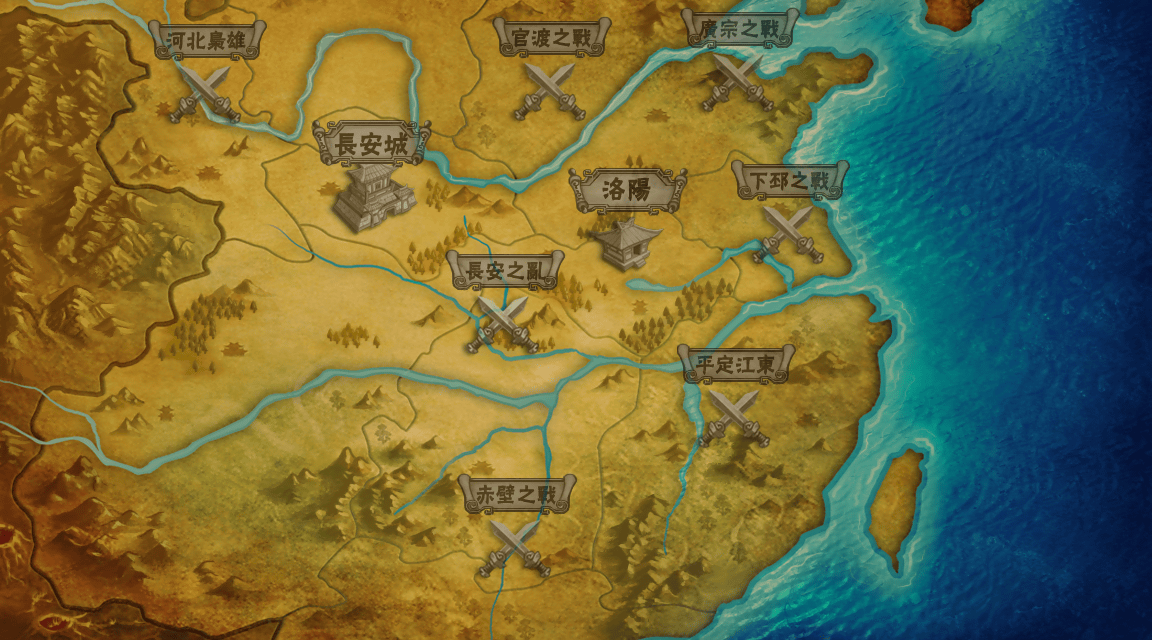 河北梟雄
官渡之戰
廣宗之戰
長安城
洛陽
下邳之戰
長安之亂
平定江東
赤壁之戰